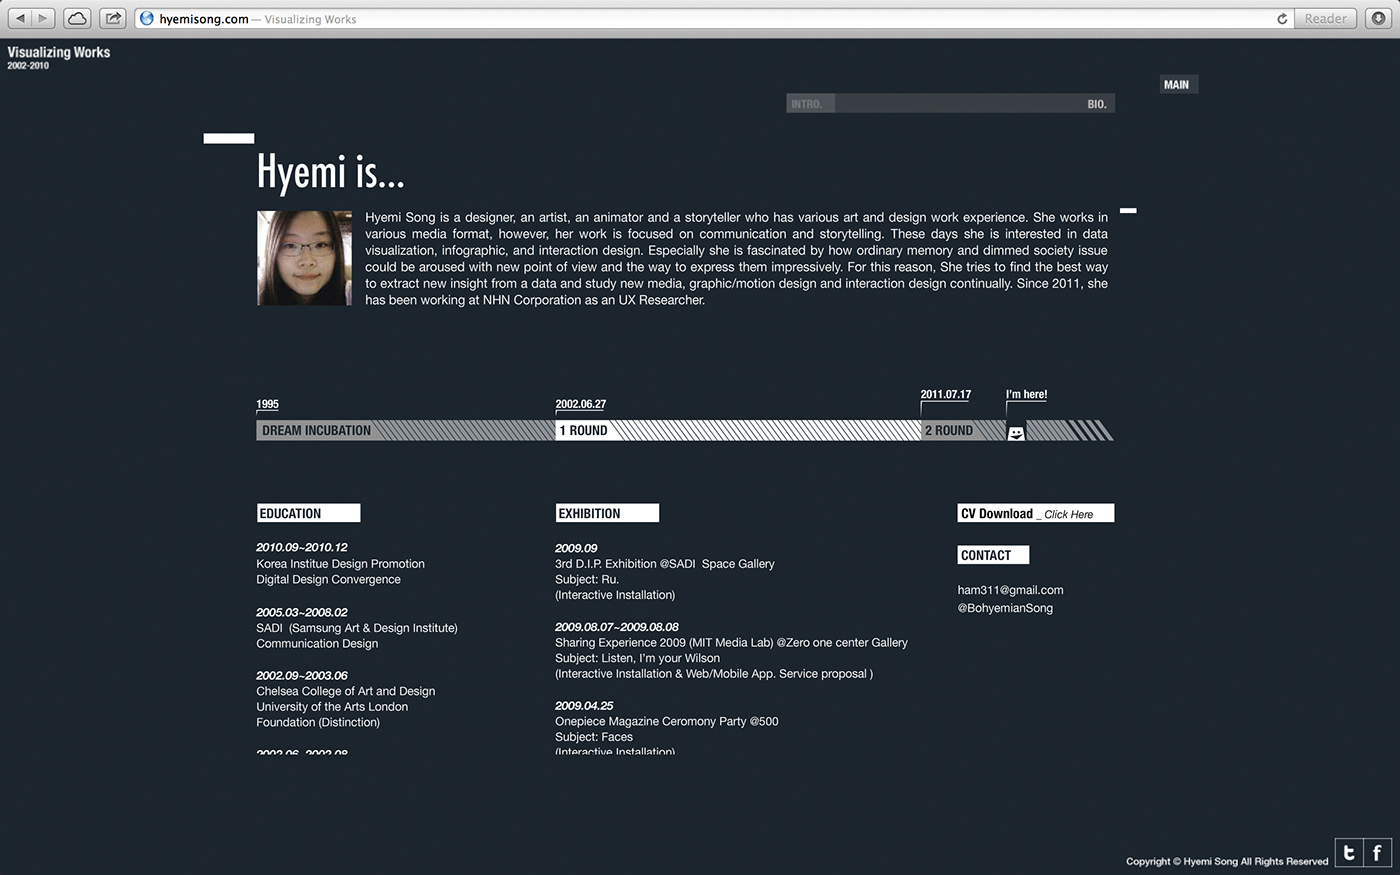 hyemisong.com — Visualizing Works
Reader
Visualizing Works
2002-2010
MAIN
INTRO.
BIO.
Hyemi is...
Hyemi Song is a designer, an artist, an animator and a storyteller who has various art and design work experience. She works in
various media format, however, her work is focused on communication and storytelling. These days she is interested in data
visualization, infographic, and interaction design. Especially she is fascinated by how ordinary memory and dimmed society issue
could be aroused with new point of view and the way to express them impressively. For this reason, She tries to find the best way
to extract new insight from a data and study new media, graphic/motion design and interaction design continually. Since 2011, she
has been working at NHN Corporation as an UX Researcher.
1995
2002.06.27
2011.07.17
I'm here!
DREAM INCUBATION
1 ROUND
2 ROUND
EDUCATION
2010.09~2010.12
Korea Institue Design Promotion
Digital Design Convergence
2005.03~2008.02
SADI (Samsung Art & Design Institute)
Communication Design
2002.09~2003.06
Chelsea College of Art and Design
University of the Arts London
Foundation (Distinction)
2002.06~2002.08
EXHIBITION
2009.09
3rd D.I.P. Exhibition @SADI Space Gallery
Subject: Ru.
(Interactive Installation)
2009.08.07~2009.08.08
Sharing Experience 2009 (MIT Media Lab) @Zero one center Gallery
Subject: Listen, I'm your Wilson
(Interactive Installation & Web/Mobile App. Service proposal )
2009.04.25
Onepiece Magazine Ceromony Party @500
Subject: Faces
(Interactive Installation)
CV Download _ Click Here
CONTACT
ham311@gmail.com
@BohyemianSong
Copyright © Hyemi Song All Rights Reserved
t f